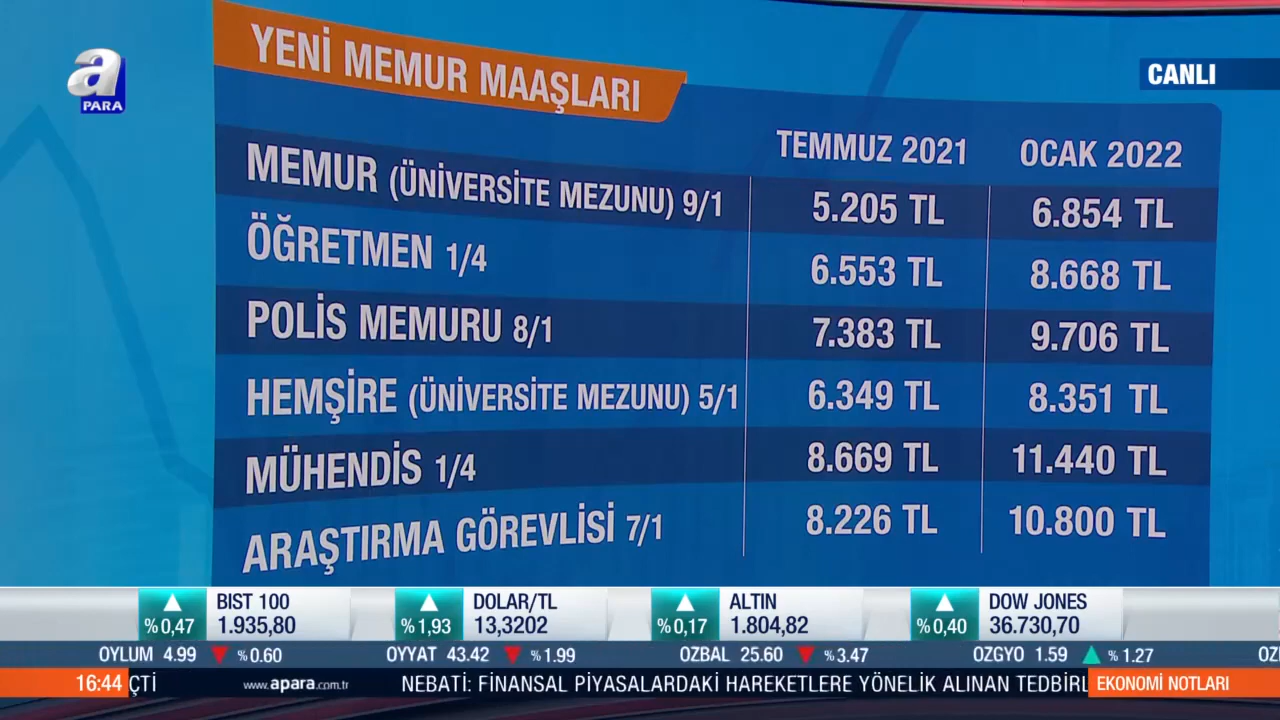 a
PARA
CANLI
YENİ MEMUR MAAŞLARI
TEMMUZ 2021 OCAK 2022
MEMUR (ÜNİVERSİTE MEZUNU) 9/1 5.205 TL 6.854 TL
ÖĞRETMEN 1/4 6.553 TL 8.668 TL
POLİS MEMURU 8/1 7.383 TL 9.706 TL
HEMŞİRE (ÜNİVERSİTE MEZUNU) 5/1 6.349 TL 8.351 TL
MÜHENDİS 1/4 8.669 TL 11.440 TL
ARAŞTIRMA GÖREVLİSİ 7/1 8.226 TL 10.800 TL
BIST 100 DOLAR/TL ALTIN DOW JONES
%0,47 1.935,80 %1,93 13,3202 %0,17 1.804,82 %0,40 36.730,70
OYLUM 4.99 %0.60 OYYAT 43.42 %1.99 OZBAL 25.60 %3.47 OZGYO 1.59 %1.27
16:44 ÇTİ www.apara.com.tr NEBATİ: FİNANSAL PİYASALARDAKİ HAREKETLERE YÖNELİK ALINAN TEDBİRL EKONOMİ NOTLARI